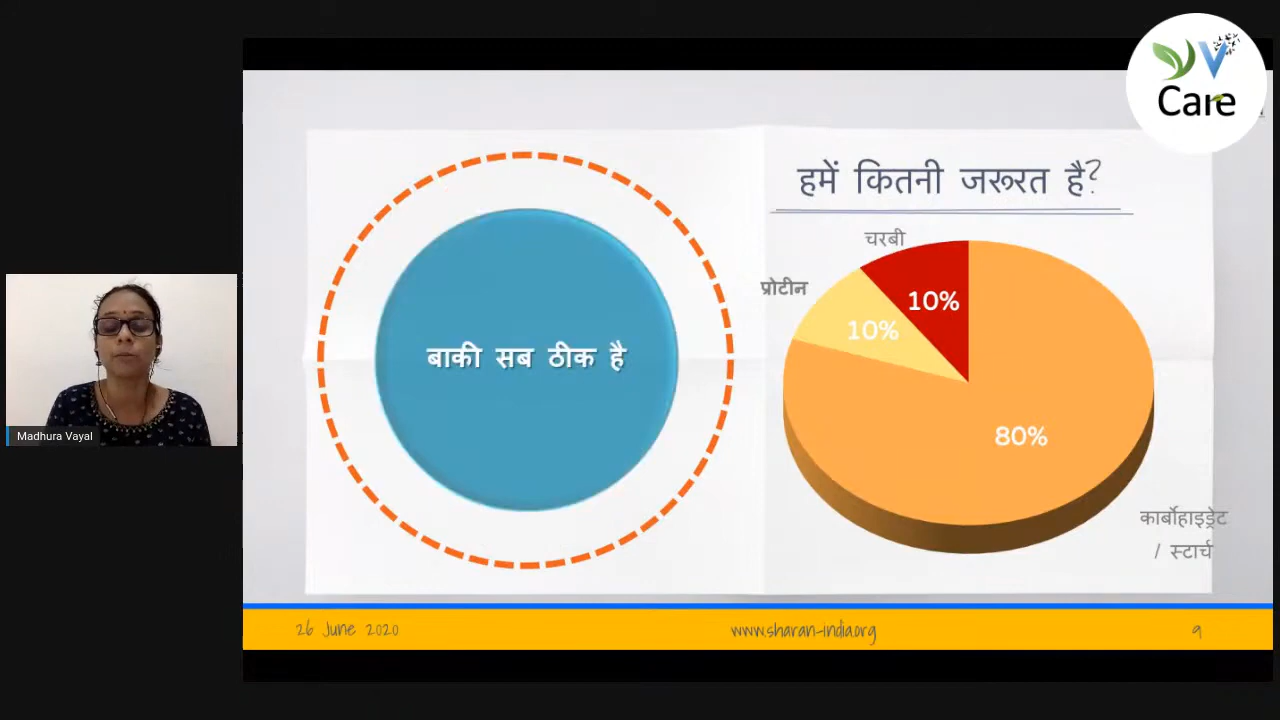 V
Care
हमें कितनी जरूरत है?
चरबी
प्रोटीन
10%
10%
बाकी सब ठीक है
80%
कार्बोहाइड्रेट
/ स्टार्च
Madhura Vayal
26 June 2020
www.sharan-india.org
9